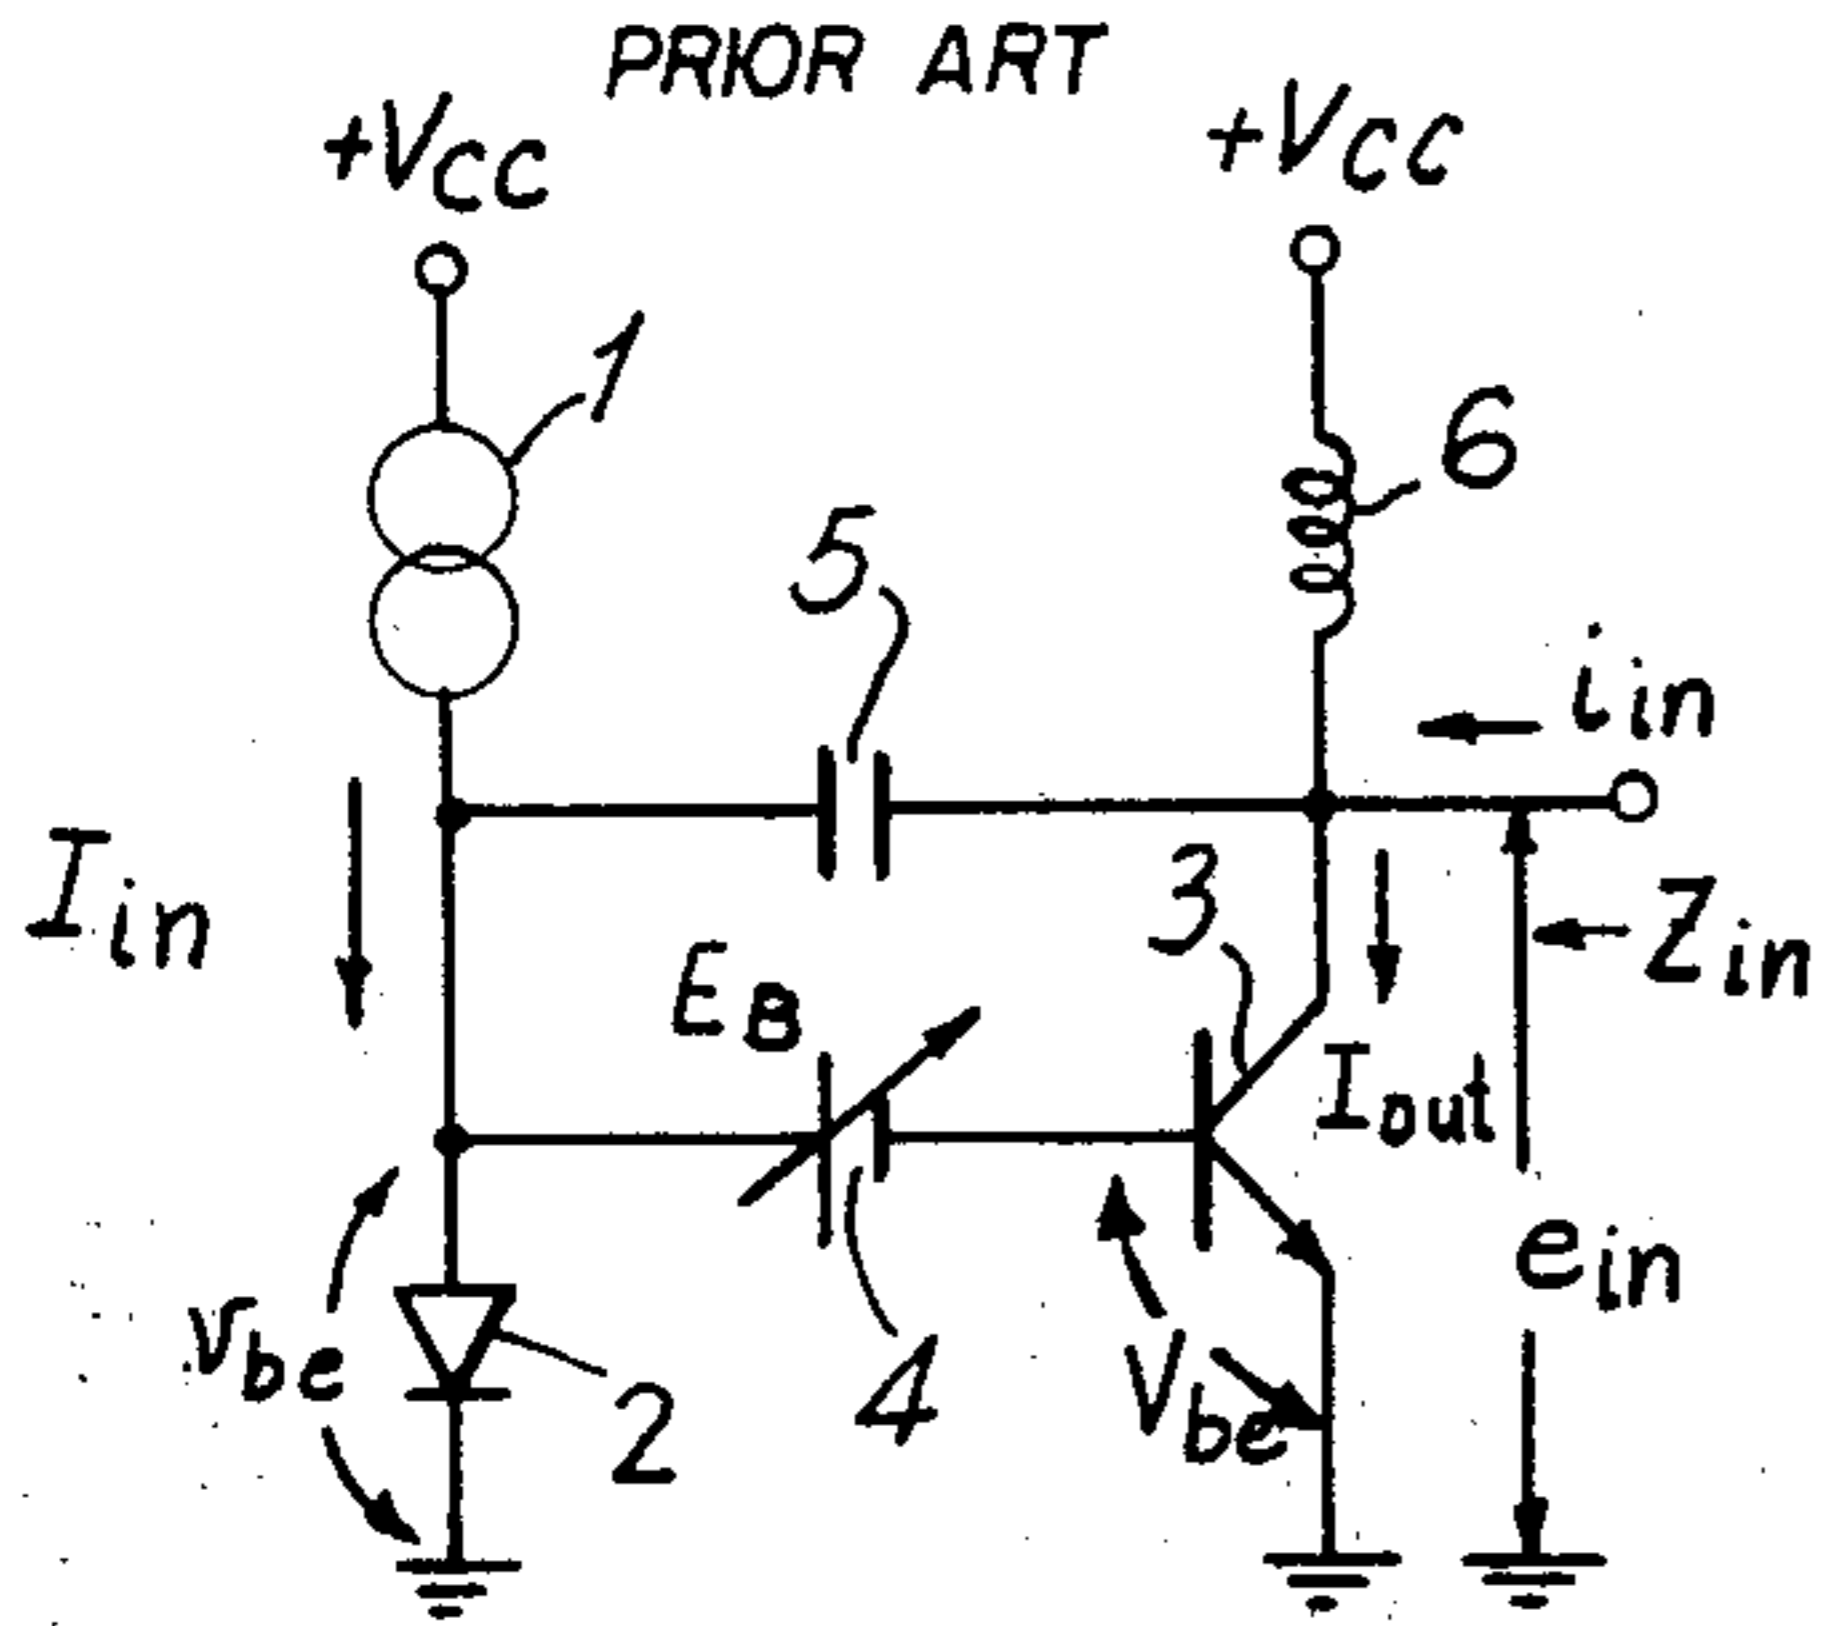 PRIOR ART
+VCC
+VCC
1
6
5
iin
Iin
3
Zin
EB
Iout
ein
Vbe
Vbe
4
2